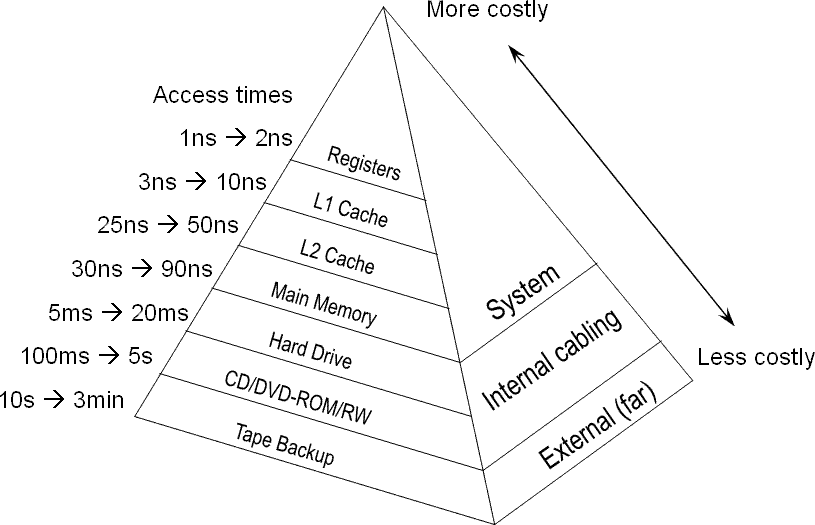 More costly
Access times
1ns → 2ns
Registers
3ns → 10ns
L1 Cache
25ns → 50ns
L2 Cache
30ns → 90ns
Main Memory
5ms → 20ms
Hard Drive
100ms → 5s
CD/DVD-ROM/RW
10s → 3min
Tape Backup
System
Internal cabling
External (far)
Less costly